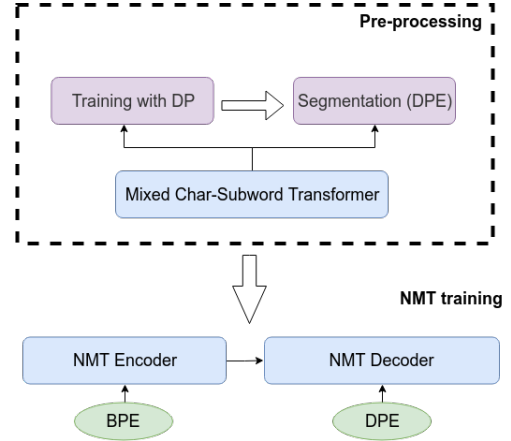 Pre-processing
Training with DP
Segmentation (DPE)
Mixed Char-Subword Transformer
NMT training
NMT Encoder
NMT Decoder
BPE
DPE